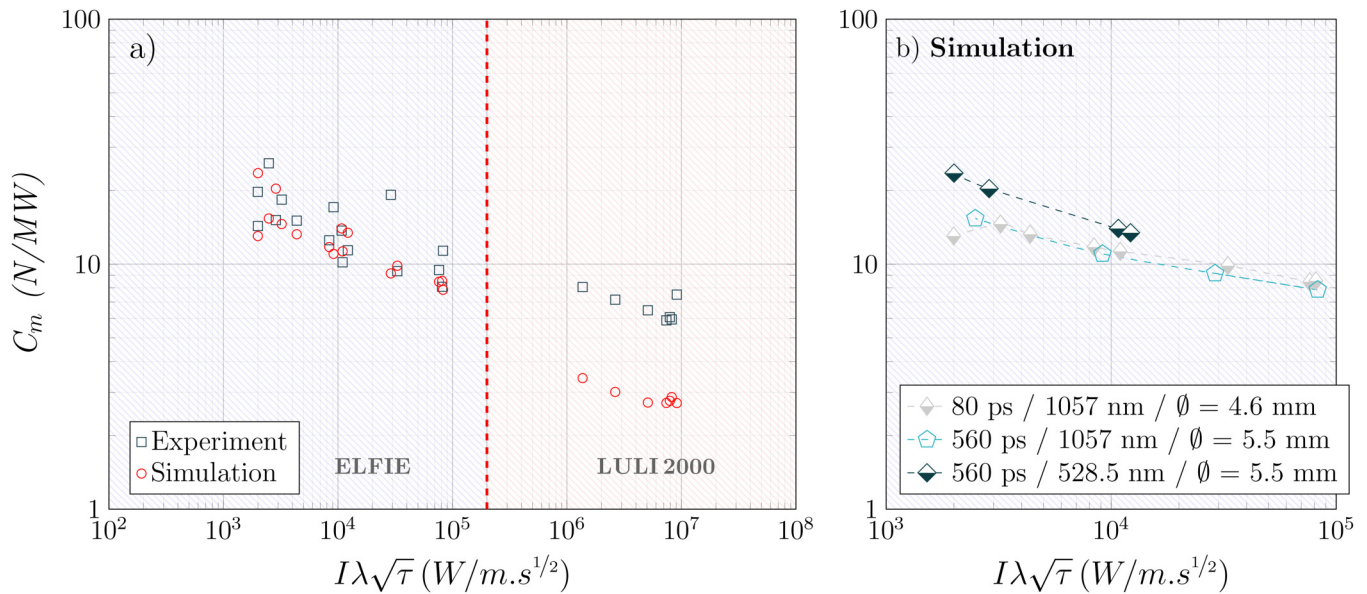 a)
100
10
1
C_m (N/MW)
Experiment
Simulation
ELFIE
LULI 2000
10^2 10^3 10^4 10^5 10^6 10^7 10^8
Iλ√τ (W/m.s^{1/2})
b) Simulation
100
10
1
80 ps / 1057 nm / ∅ = 4.6 mm
560 ps / 1057 nm / ∅ = 5.5 mm
560 ps / 528.5 nm / ∅ = 5.5 mm
10^3 10^4 10^5
Iλ√τ (W/m.s^{1/2})